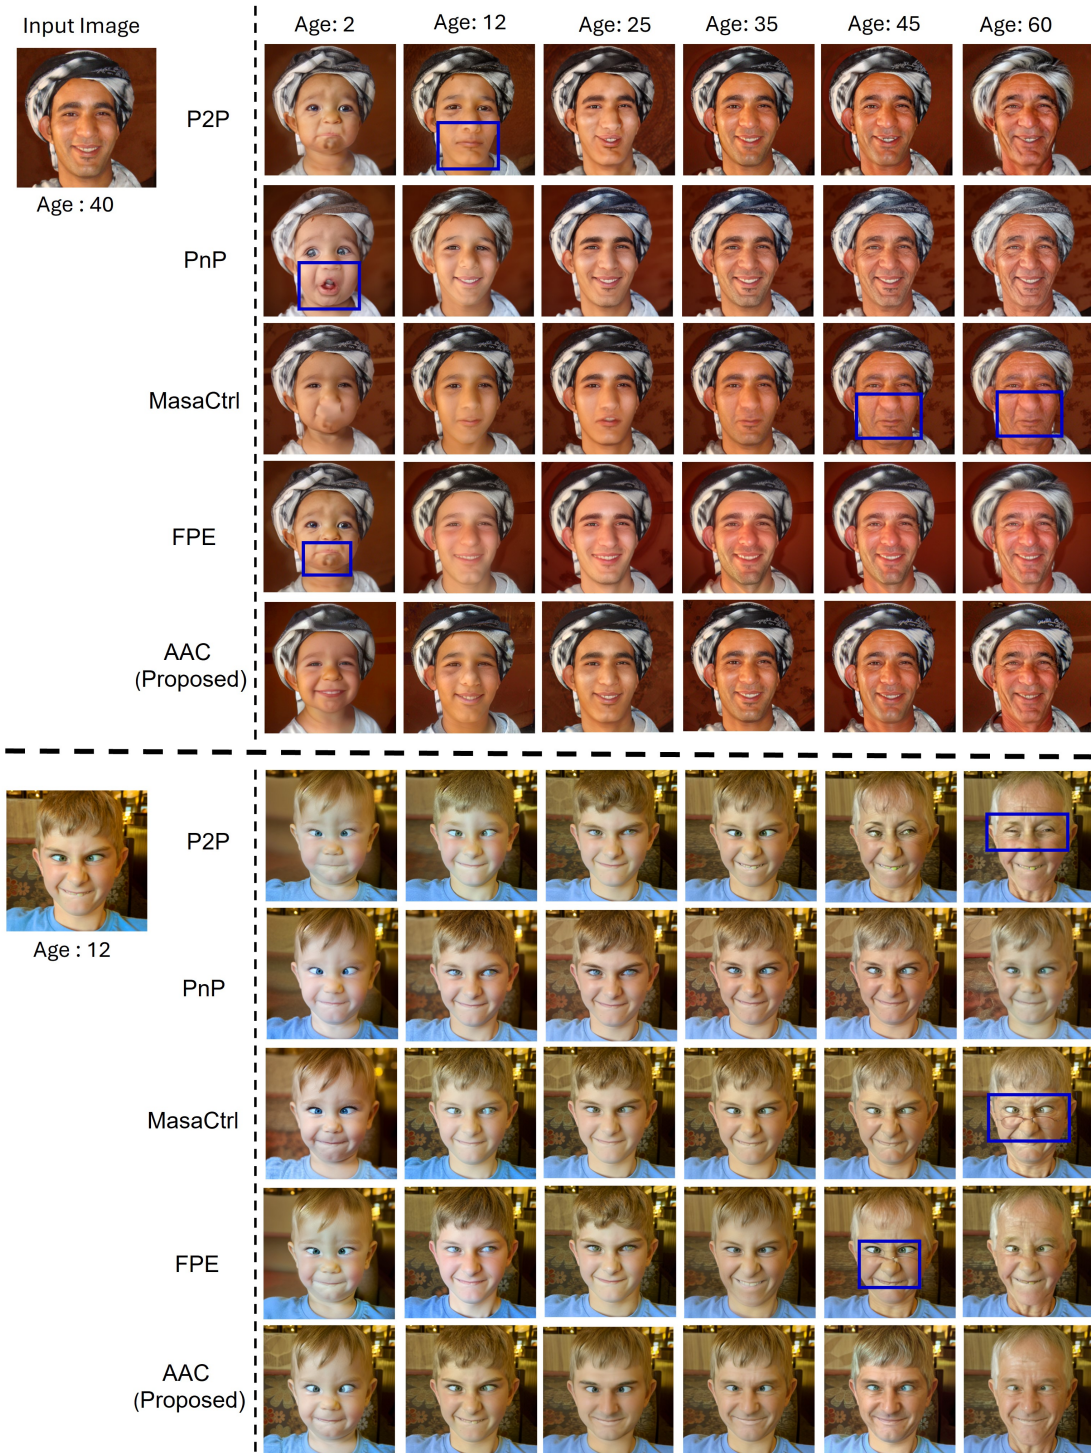 Input Image
Age: 2
Age: 12
Age: 25
Age: 35
Age: 45
Age: 60
P2P
Age : 40
PnP
MasaCtrl
FPE
AAC
(Proposed)
P2P
Age : 12
PnP
MasaCtrl
FPE
AAC
(Proposed)